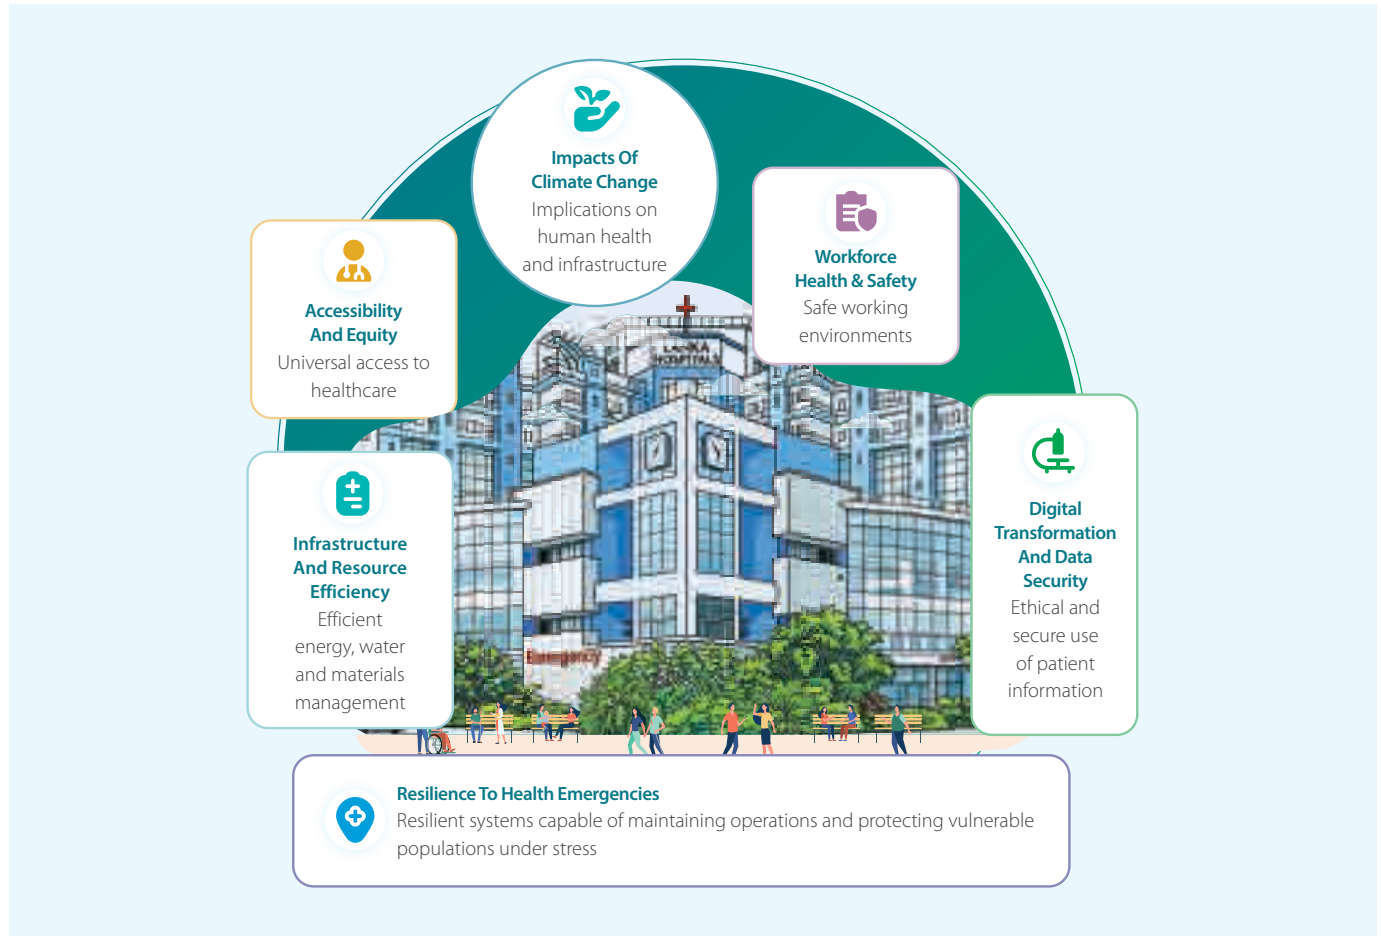 Impacts Of
Climate Change
Implications on
human health
and infrastructure
Workforce
Health & Safety
Safe working
environments
Accessibility
And Equity
Universal access to
healthcare
LANKA
HOSPITALS
Digital
Transformation
And Data
Security
Ethical and
secure use
of patient
information
Infrastructure
And Resource
Efficiency
Efficient
energy, water
and materials
management
Emergency
Resilience To Health Emergencies
Resilient systems capable of maintaining operations and protecting vulnerable
populations under stress